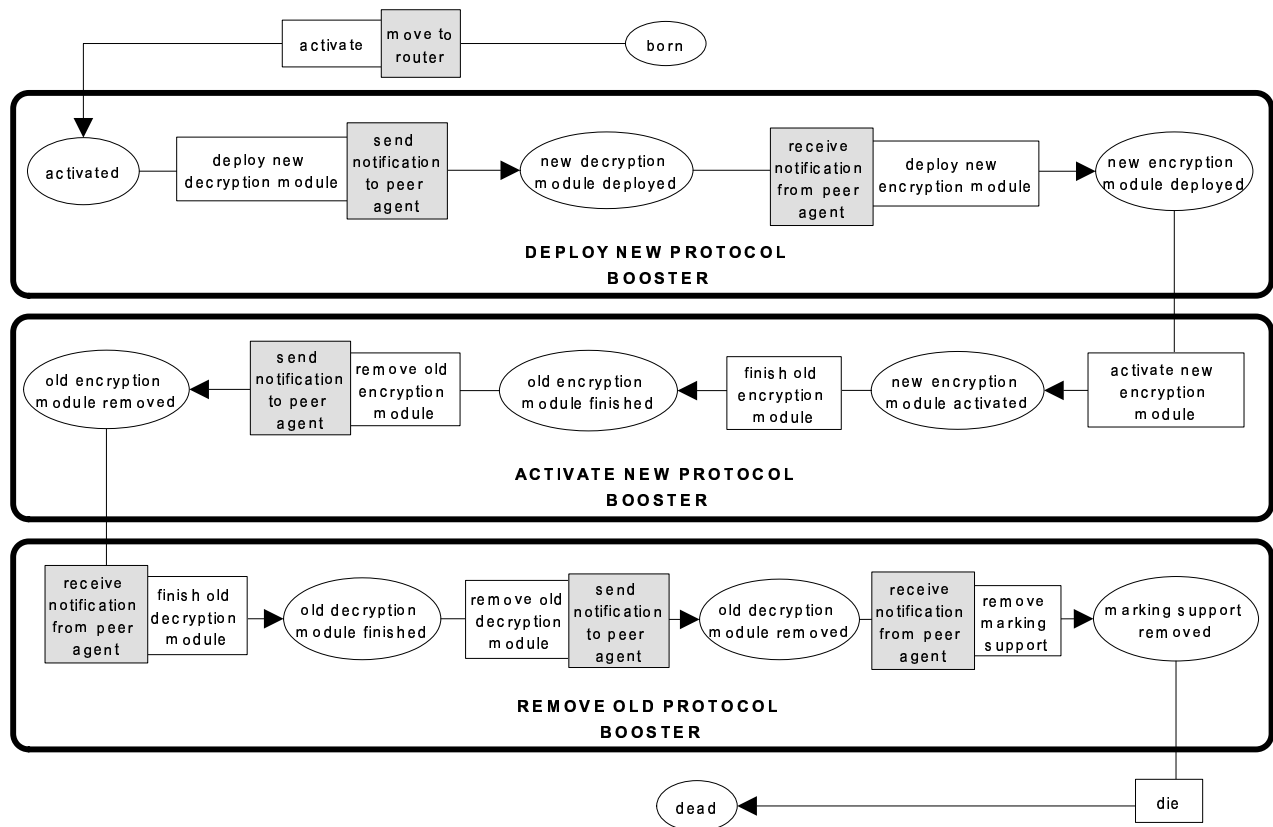 activate
move to
router
born
activated
deploy new
decryption module
send
notification
to peer
agent
new decryption
module deployed
receive
notification
from peer
agent
deploy new
encryption module
new encryption
module deployed
DEPLOY NEW PROTOCOL
BOOSTER
old encryption
module removed
send
notification
to peer
agent
remove old
encryption
module
old encryption
module finished
finish old
encryption
module
new encryption
module activated
activate new
encryption
module
ACTIVATE NEW PROTOCOL
BOOSTER
receive
notification
from peer
agent
finish old
decryption
module
old decryption
module finished
remove old
decryption
module
send
notification
to peer
agent
old decryption
module removed
receive
notification
from peer
agent
remove
marking
support
marking support
removed
REMOVE OLD PROTOCOL
BOOSTER
dead
die